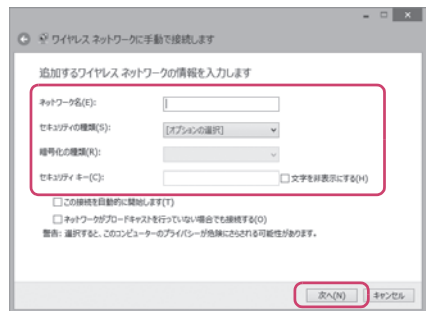 ワイヤレス ネットワークに手動で接続します
追加するワイヤレス ネットワークの情報を入力します
ネットワーク名(E):
セキュリティの種類(S): [オプションの選択]
暗号化の種類(R):
セキュリティ キー(C): 文字を非表示にする(H)
この接続を自動的に開始します(T)
ネットワークがブロードキャストを行っていない場合でも接続する(O)
警告: 選択すると、このコンピューターのプライバシーが危険にさらされる可能性があります。
次へ(N) キャンセル